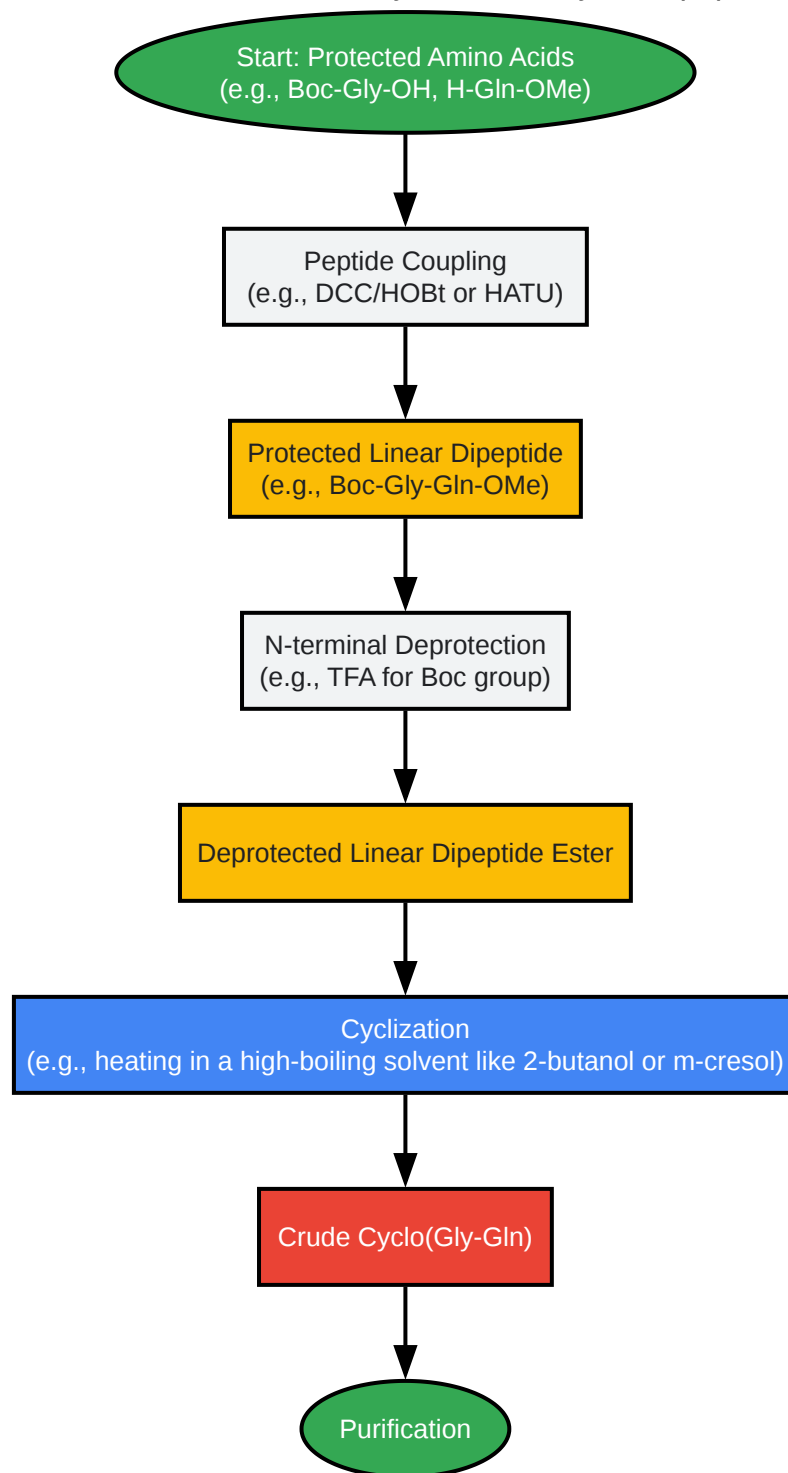 Start: Protected Amino Acids
(e.g., Boc-Gly-OH, H-Gln-OMe)
Peptide Coupling
(e.g., DCC/HOBt or HATU)
Protected Linear Dipeptide
(e.g., Boc-Gly-Gln-OMe)
N-terminal Deprotection
(e.g., TFA for Boc group)
Deprotected Linear Dipeptide Ester
Cyclization
(e.g., heating in a high-boiling solvent like 2-butanol or m-cresol)
Crude Cyclo(Gly-Gln)
Purification